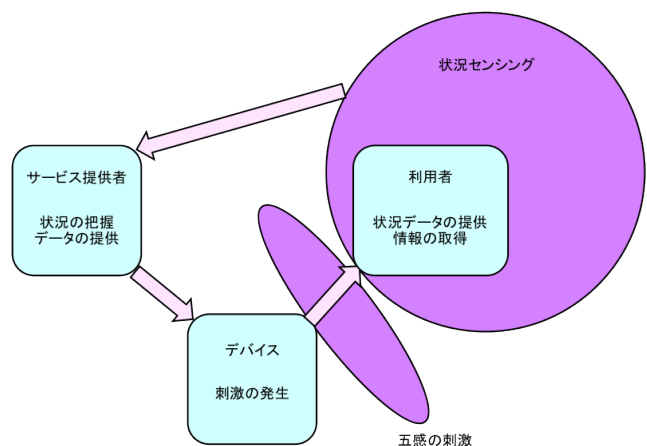 状況センシング
サービス提供者
状況の把握
データの提供
利用者
状況データの提供
情報の取得
デバイス
刺激の発生
五感の刺激